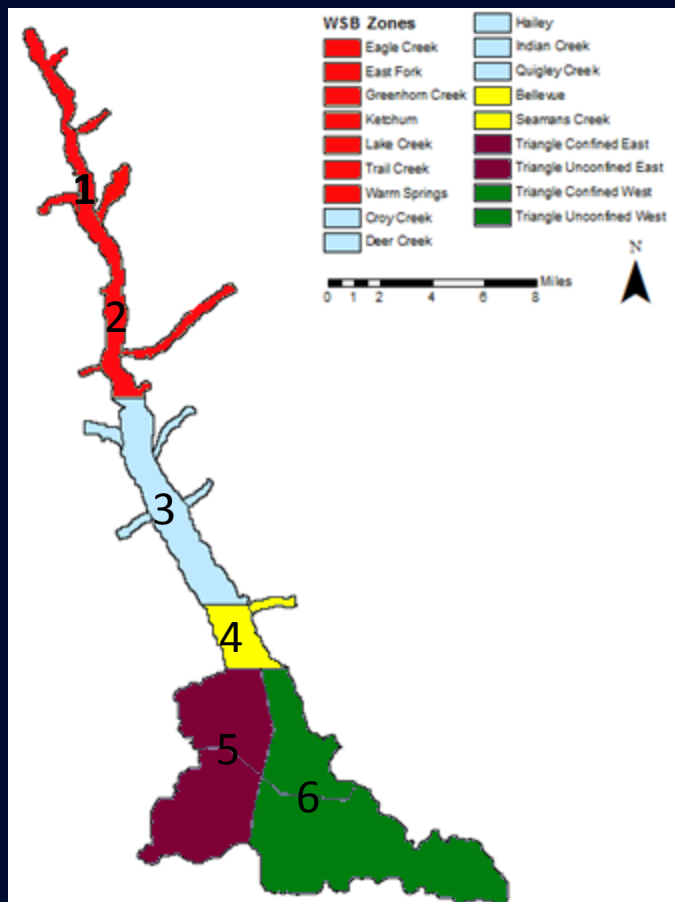 WSB Zones
Eagle Creek
East Fork
Greenhorn Creek
Ketchum
Lake Creek
Trail Creek
Warm Springs
Croy Creek
Deer Creek
Hailey
Indian Creek
Quigley Creek
Bellevue
Seamans Creek
Triangle Confined East
Triangle Unconfined East
Triangle Confined West
Triangle Unconfined West
Miles
0 1 2 4 6 8
N
1
2
3
4
5
6